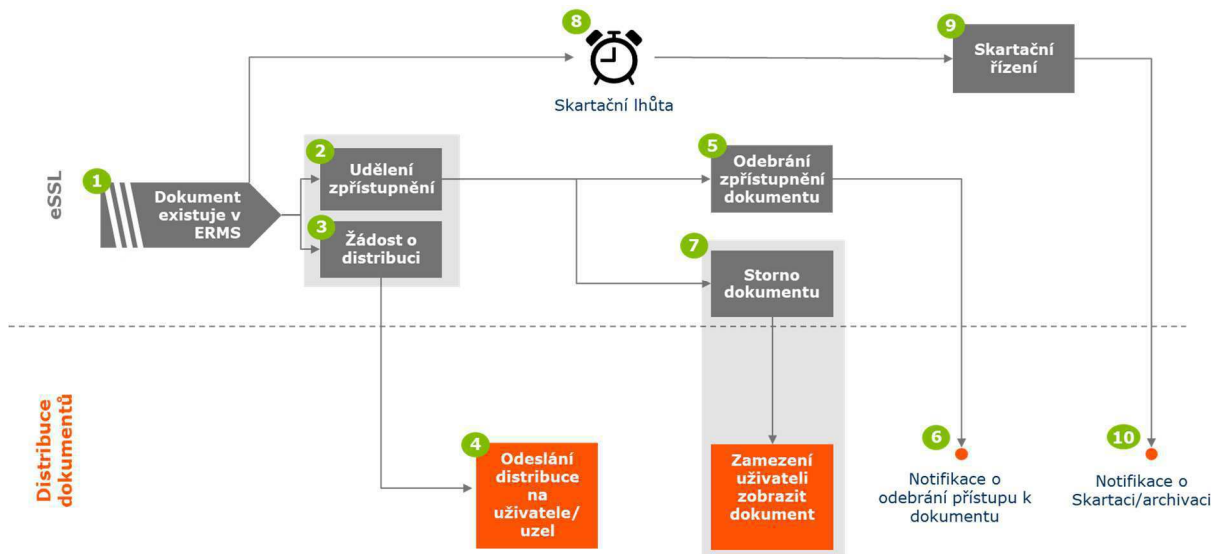 8
Skartační lhůta
9
Skartační
řízení
eSSL
1
Dokument
existuje v
ERMS
2
Udělení
zpřístupnění
3
Žádost o
distribuci
5
Odebrání
zpřístupnění
dokumentu
7
Storno
dokumentu
Distribuce
dokumentů
4
Odeslání
distribuce
na
uživatele/
uzel
Zamezení
uživateli
zobrazit
dokument
6
Notifikace o
odebrání přístupu k
dokumentu
10
Notifikace o
Skartaci/archivaci